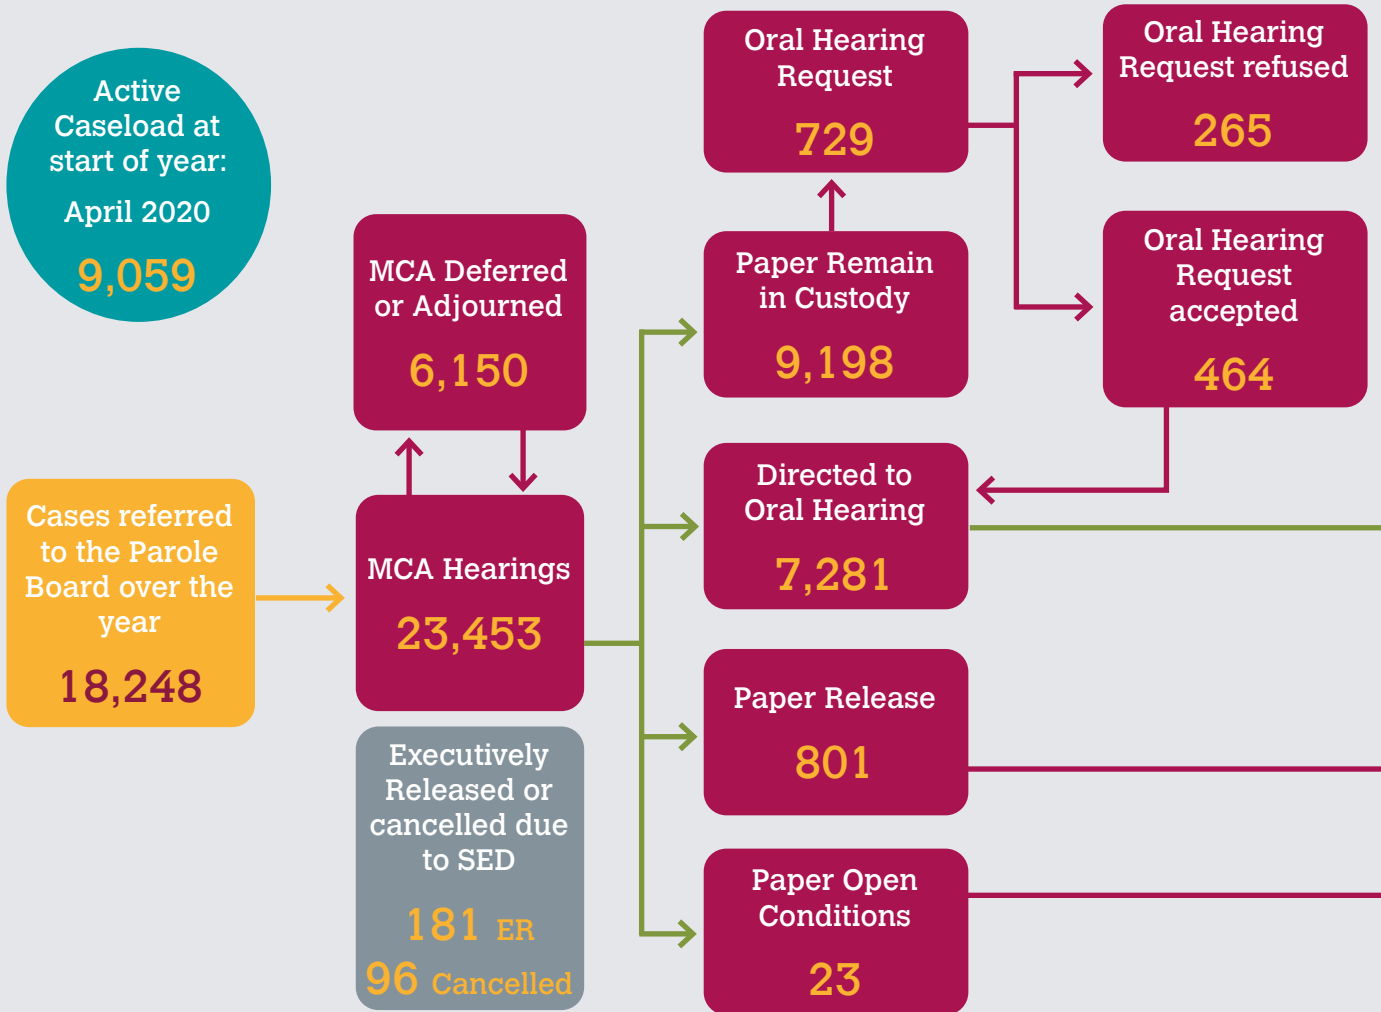 Active
Caseload at
start of year:
April 2020
9,059
Cases referred
to the Parole
Board over the
year
18,248
MCA Deferred
or Adjourned
6,150
MCA Hearings
23,453
Executively
Released or
cancelled due
to SED
181 ER
96 Cancelled
Oral Hearing
Request
729
Paper Remain
in Custody
9,198
Directed to
Oral Hearing
7,281
Paper Release
801
Paper Open
Conditions
23
Oral Hearing
Request refused
265
Oral Hearing
Request
accepted
464